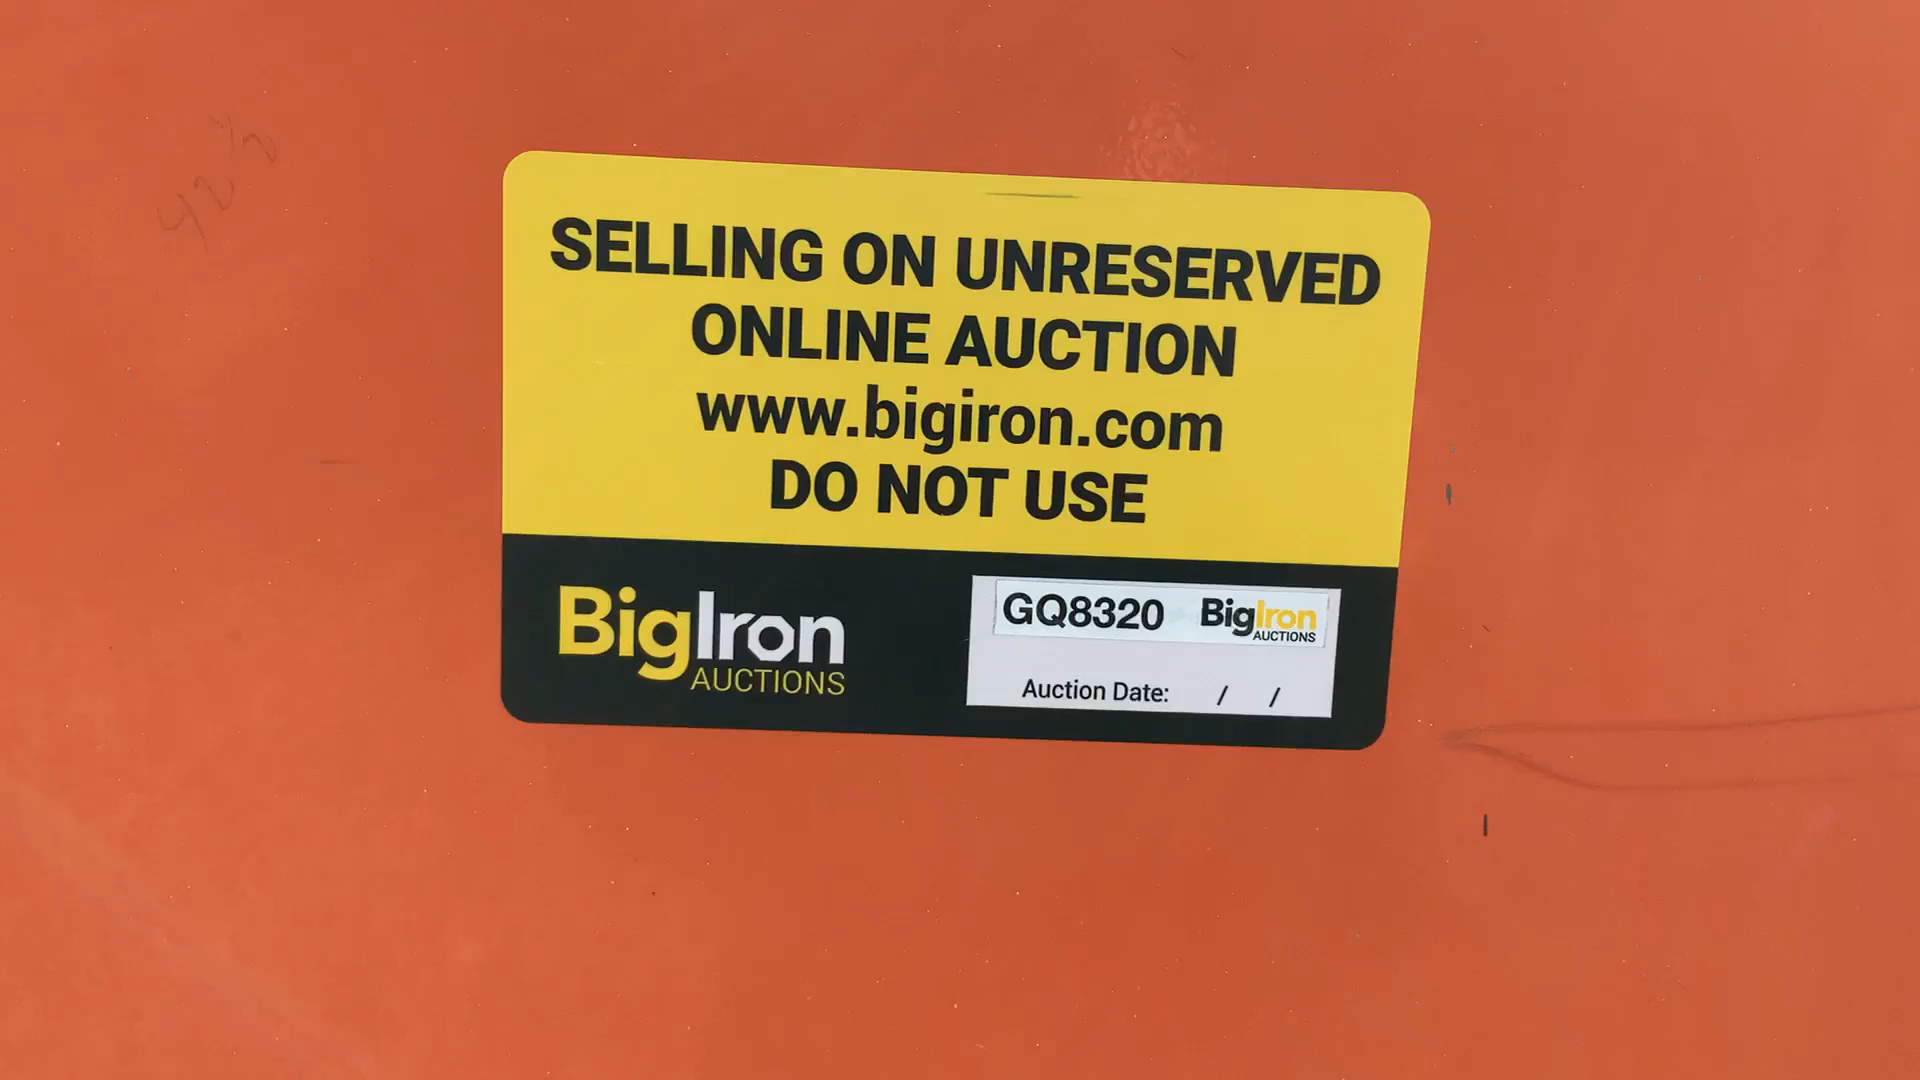 SELLING ON UNRESERVED
ONLINE AUCTION
www.bigiron.com
DO NOT USE
BigIron
AUCTIONS
GQ8320 BigIron
AUCTIONS
Auction Date: / /